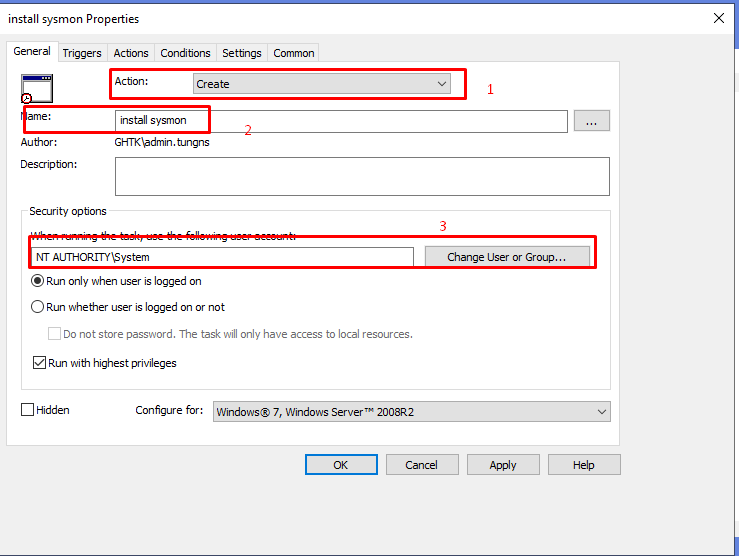 install sysmon Properties
General Triggers Actions Conditions Settings Common
Action: Create 1
Name: install sysmon ...
2
Author: GHTK\admin.tungns
Description:
Security options
3
When running the task, use the following user account:
NT AUTHORITY\System Change User or Group...
Run only when user is logged on
Run whether user is logged on or not
Do not store password. The task will only have access to local resources.
Run with highest privileges
Hidden Configure for: Windows® 7, Windows Server™ 2008R2
OK Cancel Apply Help